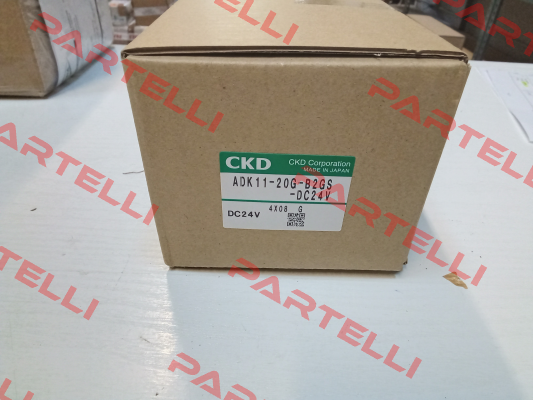 CKD
CKD Corporation
MADE IN JAPAN
ADK11-20G-B2GS
-DC24V
4X08 G
DC24V
PARTELLI
PARTELLI
PARTELLI
PARTELLI
PARTELLI
PARTELLI
PARTELLI